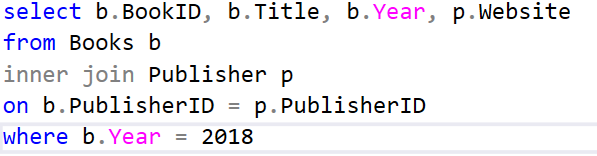 select b.BookID, b.Title, b.Year, p.Website
from Books b
inner join Publisher p
on b.PublisherID = p.PublisherID
where b.Year = 2018